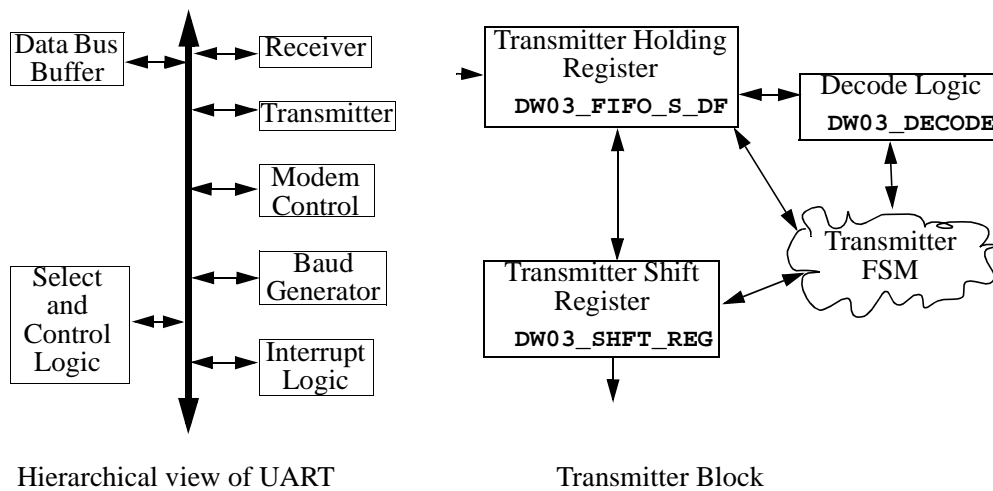 Data Bus
Buffer
Receiver
Transmitter
Modem
Control
Select
and
Control
Logic
Baud
Generator
Interrupt
Logic
Hierarchical view of UART
Transmitter Holding
Register
DW03_FIFO_S_DF
Decode Logic
DW03_DECODE
Transmitter
FSM
Transmitter Shift
Register
DW03_SHFT_REG
Transmitter Block